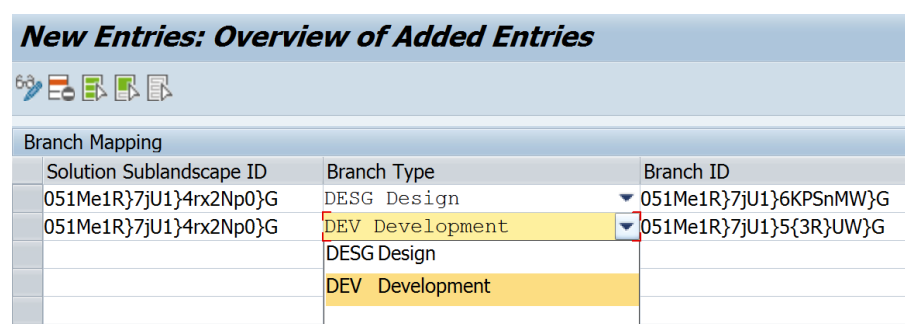 New Entries: Overview of Added Entries
Branch Mapping
Solution Sublandscape ID Branch Type Branch ID
051Me1R}7jU1}4rx2Np0}G DESG Design 051Me1R}7jU1}6KPSnMW}G
051Me1R}7jU1}4rx2Np0}G DEV Development 051Me1R}7jU1}5{3R}UW}G
DESG Design
DEV Development